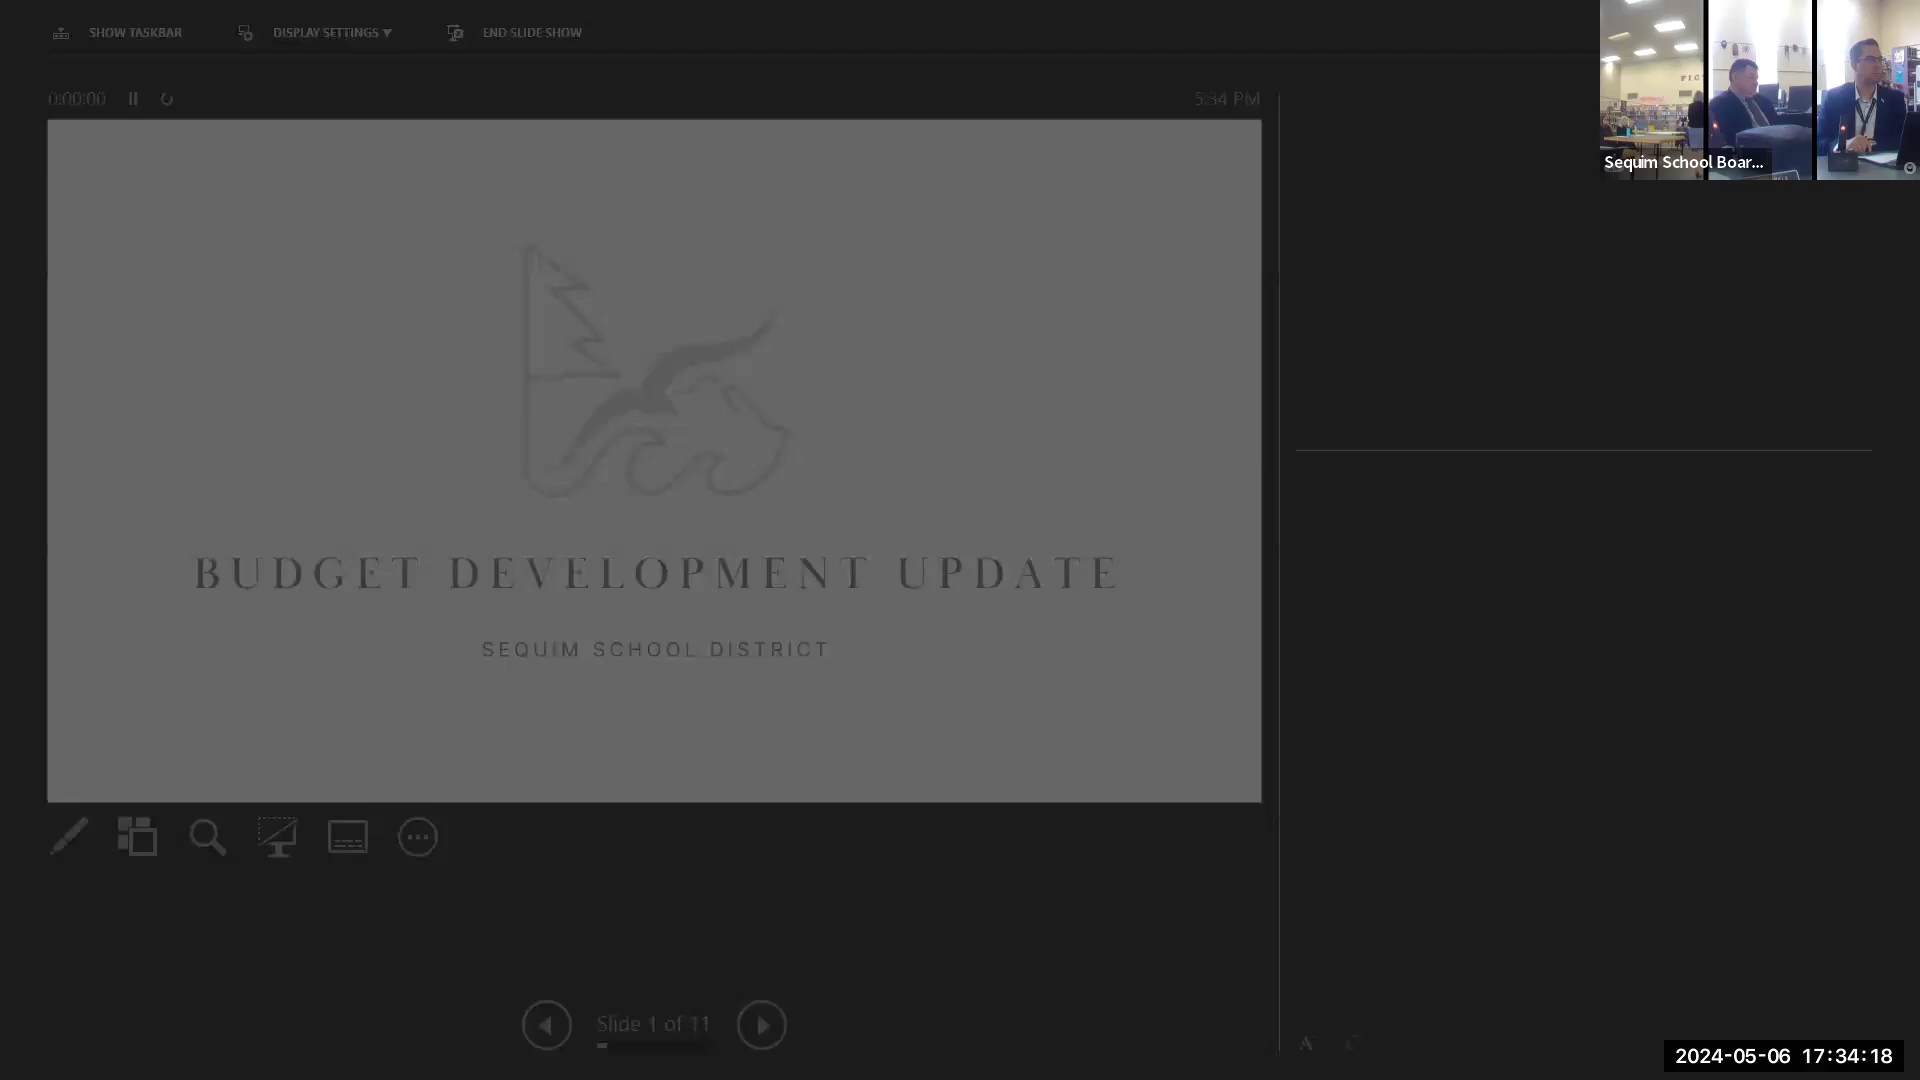 SHOW TASKBAR
DISPLAY SETTINGS ▼
END SLIDE SHOW
0:00:00
5:34 PM
BUDGET DEVELOPMENT UPDATE
SEQUIM SCHOOL DISTRICT
Slide 1 of 11
A
Sequim School Boar...
2024-05-06 17:34:18